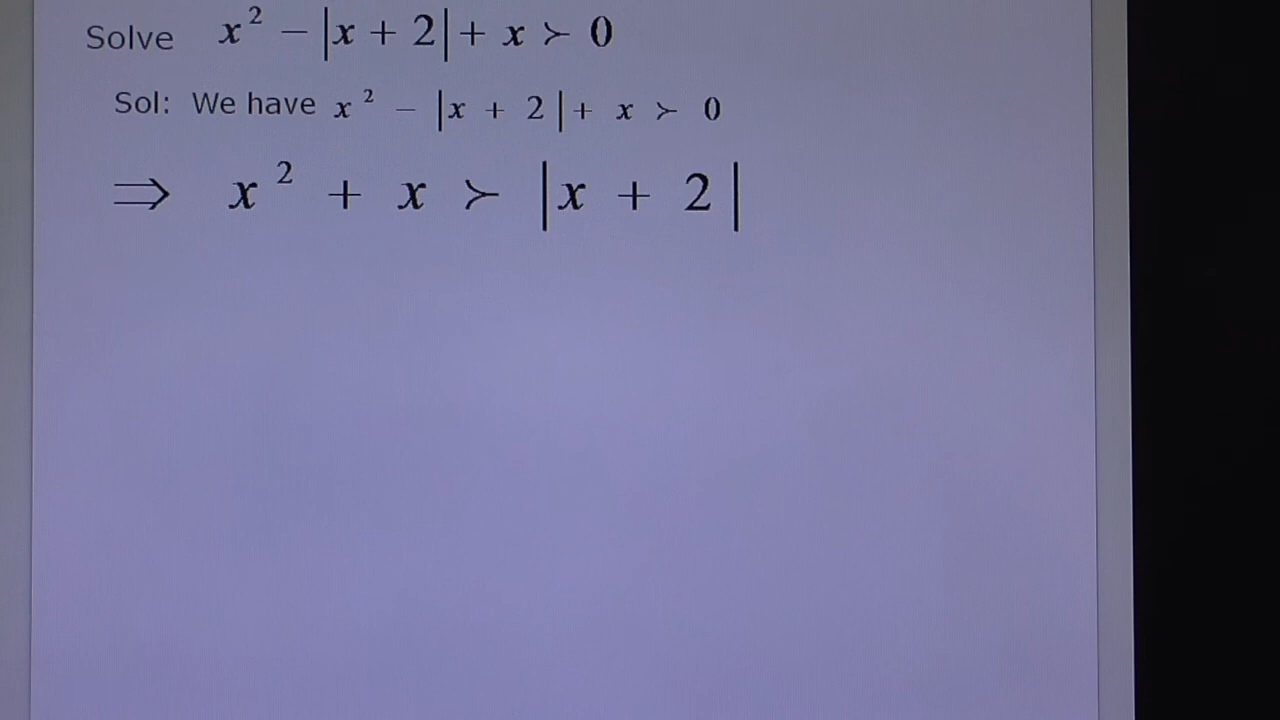 Solve x² − |x + 2| + x ≻ 0
Sol: We have x² − |x + 2| + x ≻ 0
⇒ x² + x ≻ |x + 2|